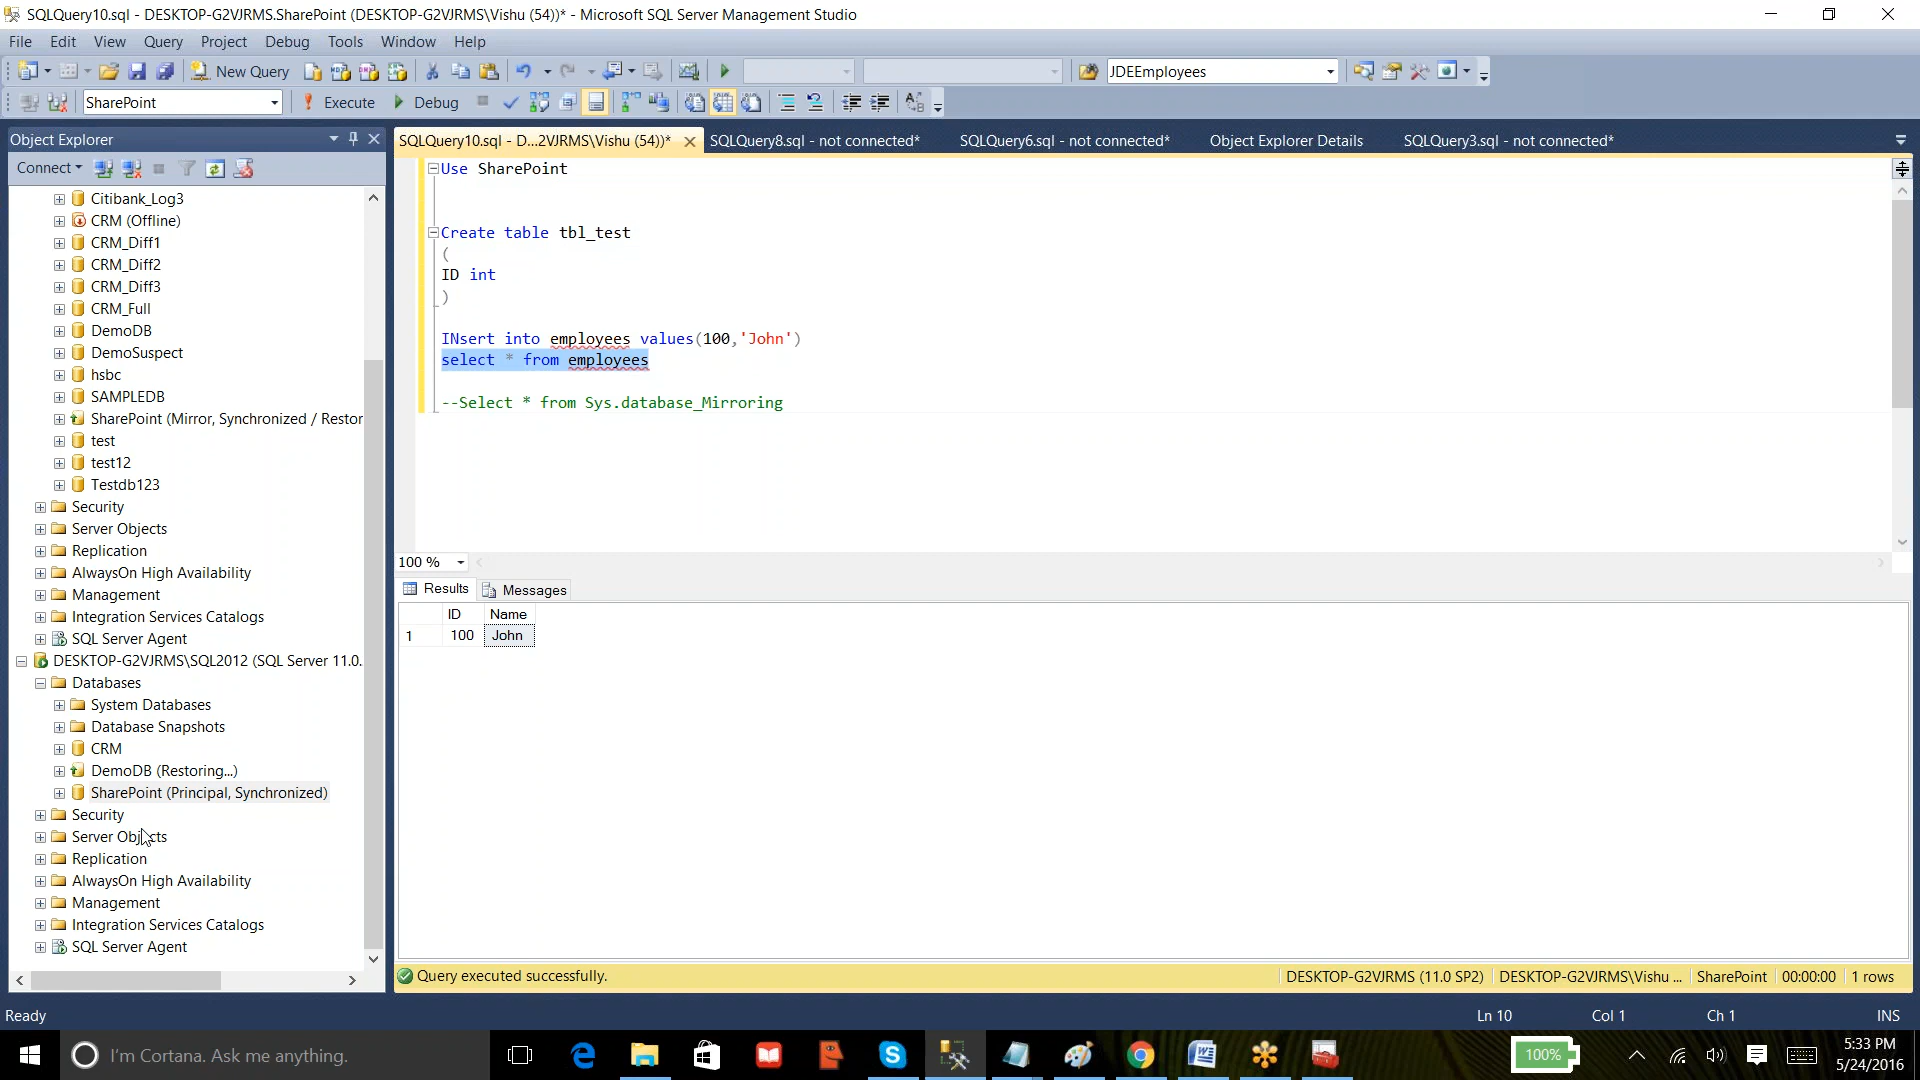 SQLQuery10.sql - DESKTOP-G2VJRMS.SharePoint (DESKTOP-G2VJRMS\Vishu (54))* - Microsoft SQL Server Management Studio
File Edit View Query Project Debug Tools Window Help
New Query JDEEmployees
SharePoint Execute Debug
Object Explorer
Connect
Citibank_Log3
CRM (Offline)
CRM_Diff1
CRM_Diff2
CRM_Diff3
CRM_Full
DemoDB
DemoSuspect
hsbc
SAMPLEDB
SharePoint (Mirror, Synchronized / Restor
test
test12
Testdb123
Security
Server Objects
Replication
AlwaysOn High Availability
Management
Integration Services Catalogs
SQL Server Agent
DESKTOP-G2VJRMS\SQL2012 (SQL Server 11.0.
Databases
System Databases
Database Snapshots
CRM
DemoDB (Restoring...)
SharePoint (Principal, Synchronized)
Security
Server Objects
Replication
AlwaysOn High Availability
Management
Integration Services Catalogs
SQL Server Agent
SQLQuery10.sql - D...2VJRMS\Vishu (54))* SQLQuery8.sql - not connected* SQLQuery6.sql - not connected* Object Explorer Details SQLQuery3.sql - not connected*
Use SharePoint
Create table tbl_test
(
ID int
)
INsert into employees values(100,'John')
select * from employees
--Select * from Sys.database_Mirroring
100 %
Results Messages
ID Name
1 100 John
Query executed successfully. DESKTOP-G2VJRMS (11.0 SP2) DESKTOP-G2VJRMS\Vishu ... SharePoint 00:00:00 1 rows
Ready Ln 10 Col 1 Ch 1 INS
I'm Cortana. Ask me anything. 100% 5:33 PM
5/24/2016